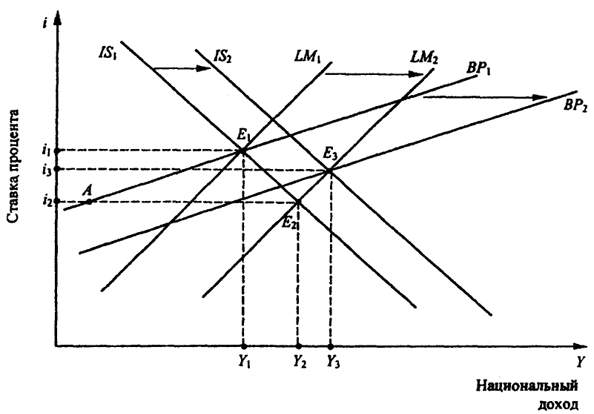 i
IS₁
IS₂
LM₁
LM₂
BP₁
BP₂
Ставка процента
i₁
i₃
i₂
A
E₁
E₃
E₂
Y₁
Y₂
Y₃
Y
Национальный
доход